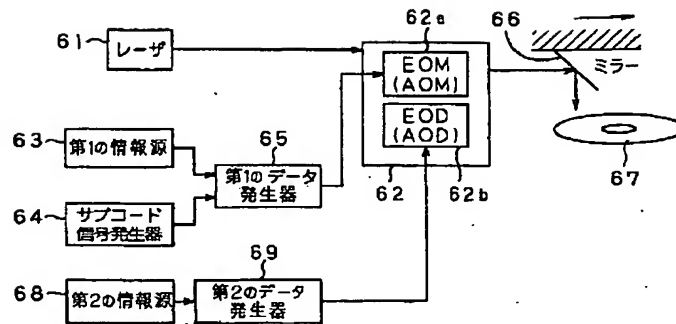 61
レーザ
62a
EOM
(AOM)
EOD
(AOD)
62
62b
66
ミラー
67
63
第1の情報源
64
サブコード
信号発生器
65
第1のデータ
発生器
68
第2の情報源
69
第2のデータ
発生器